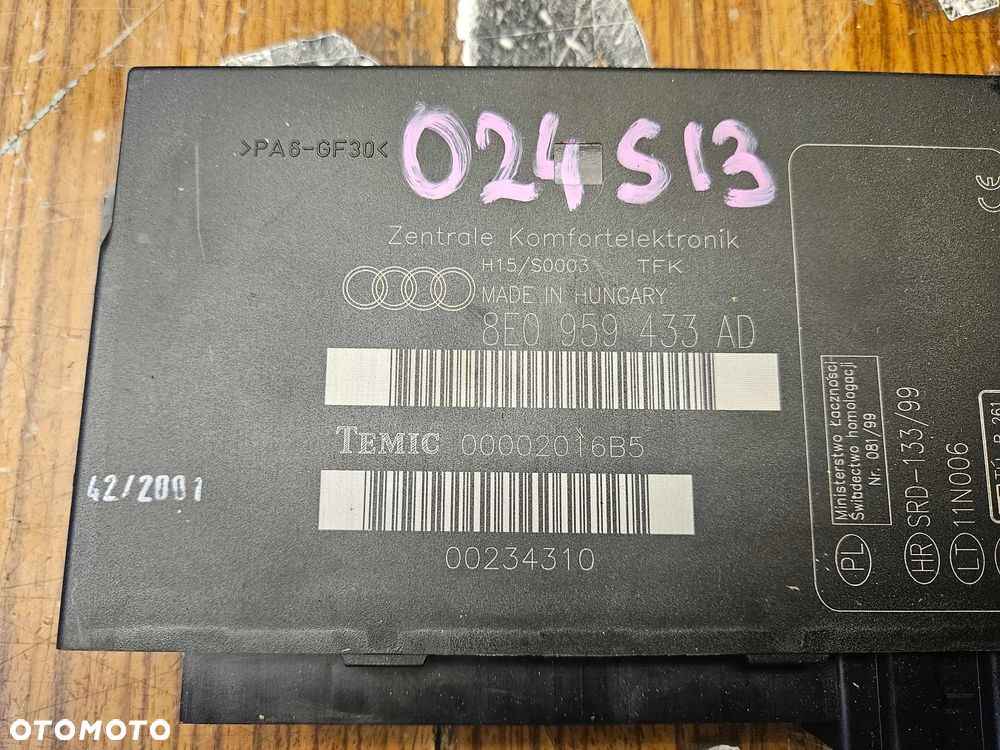 >PA6-GF30<
024S13
Zentrale Komfortelektronik
H15/S0003 TFK
MADE IN HUNGARY
8E0 959 433 AD
TEMIC 00002016B5
42/2001
00234310
CE
Ministerstwo Łączności
Świadectwo homologacji
Nr. 081/99
PL
HR SRD-133/99
LT 11N006
OTOMOTO